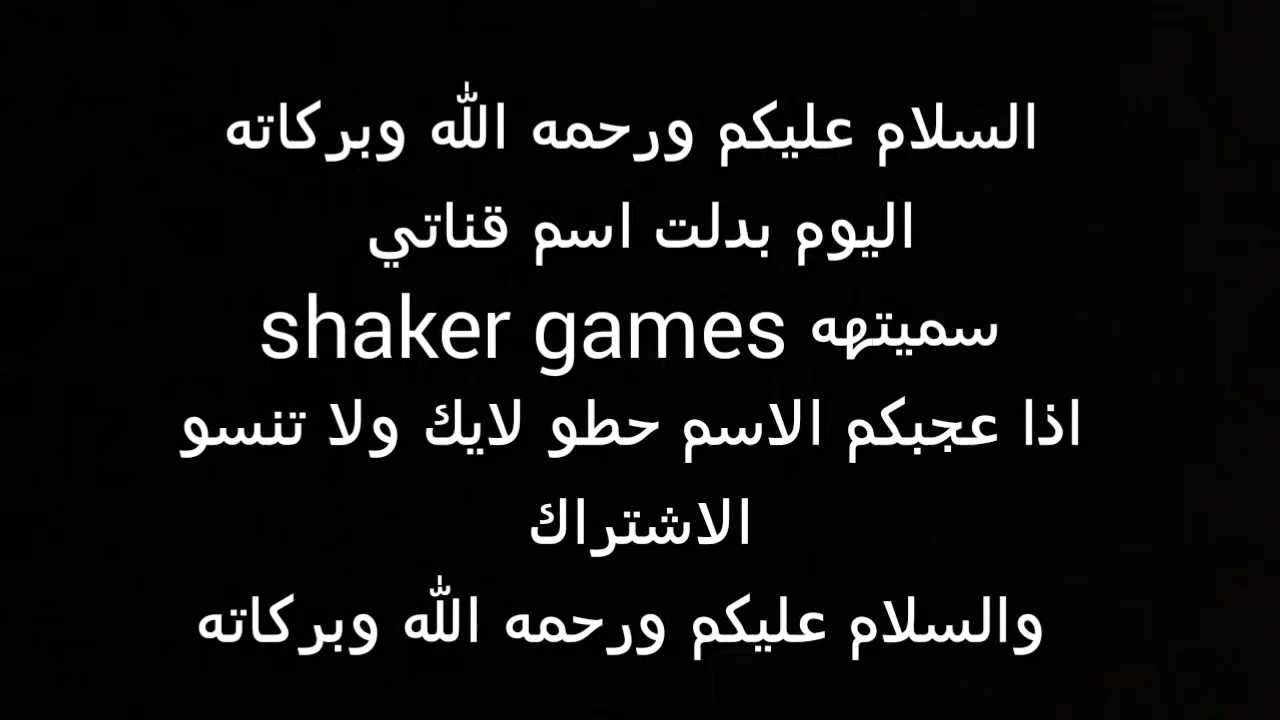 السلام عليكم ورحمه الله وبركاته
اليوم بدلت اسم قناتي
سميتهه shaker games
اذا عجبكم الاسم حطو لايك ولا تنسو
الاشتراك
والسلام عليكم ورحمه الله وبركاته